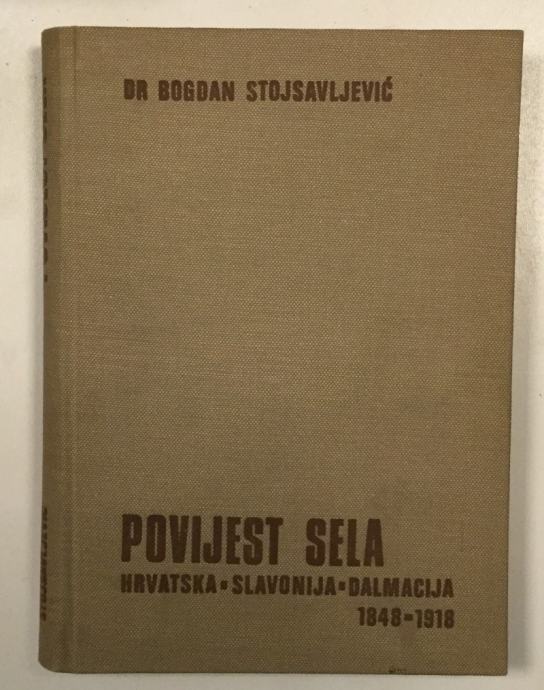 DR BOGDAN STOJSAVLJEVIĆ
POVIJEST SELA
HRVATSKA▪SLAVONIJA▪DALMACIJA
1848▪1918